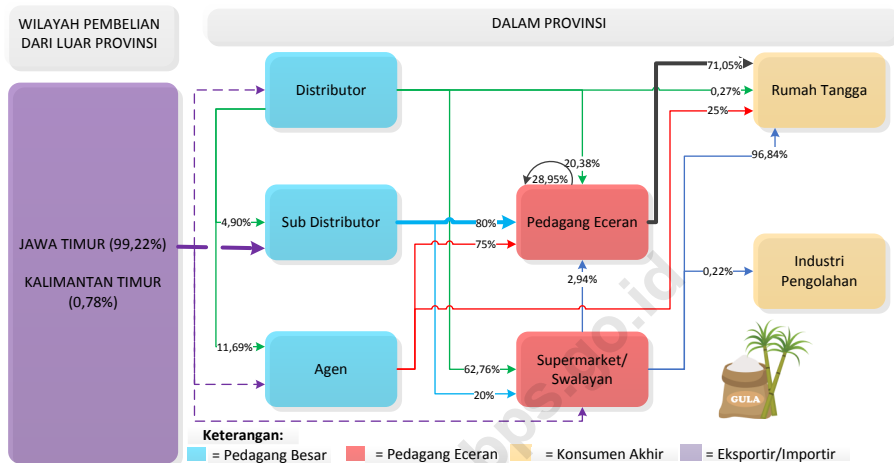 WILAYAH PEMBELIAN
DARI LUAR PROVINSI
DALAM PROVINSI
JAWA TIMUR (99,22%)
KALIMANTAN TIMUR
(0,78%)
Distributor
Sub Distributor
Agen
4,90%
11,69%
71,05%
0,27%
25%
20,38%
28,95%
96,84%
80%
75%
2,94%
0,22%
62,76%
20%
Pedagang Eceran
Supermarket/
Swalayan
Rumah Tangga
Industri
Pengolahan
GULA
bps.go.id
Keterangan:
= Pedagang Besar
= Pedagang Eceran
= Konsumen Akhir
= Eksportir/Importir